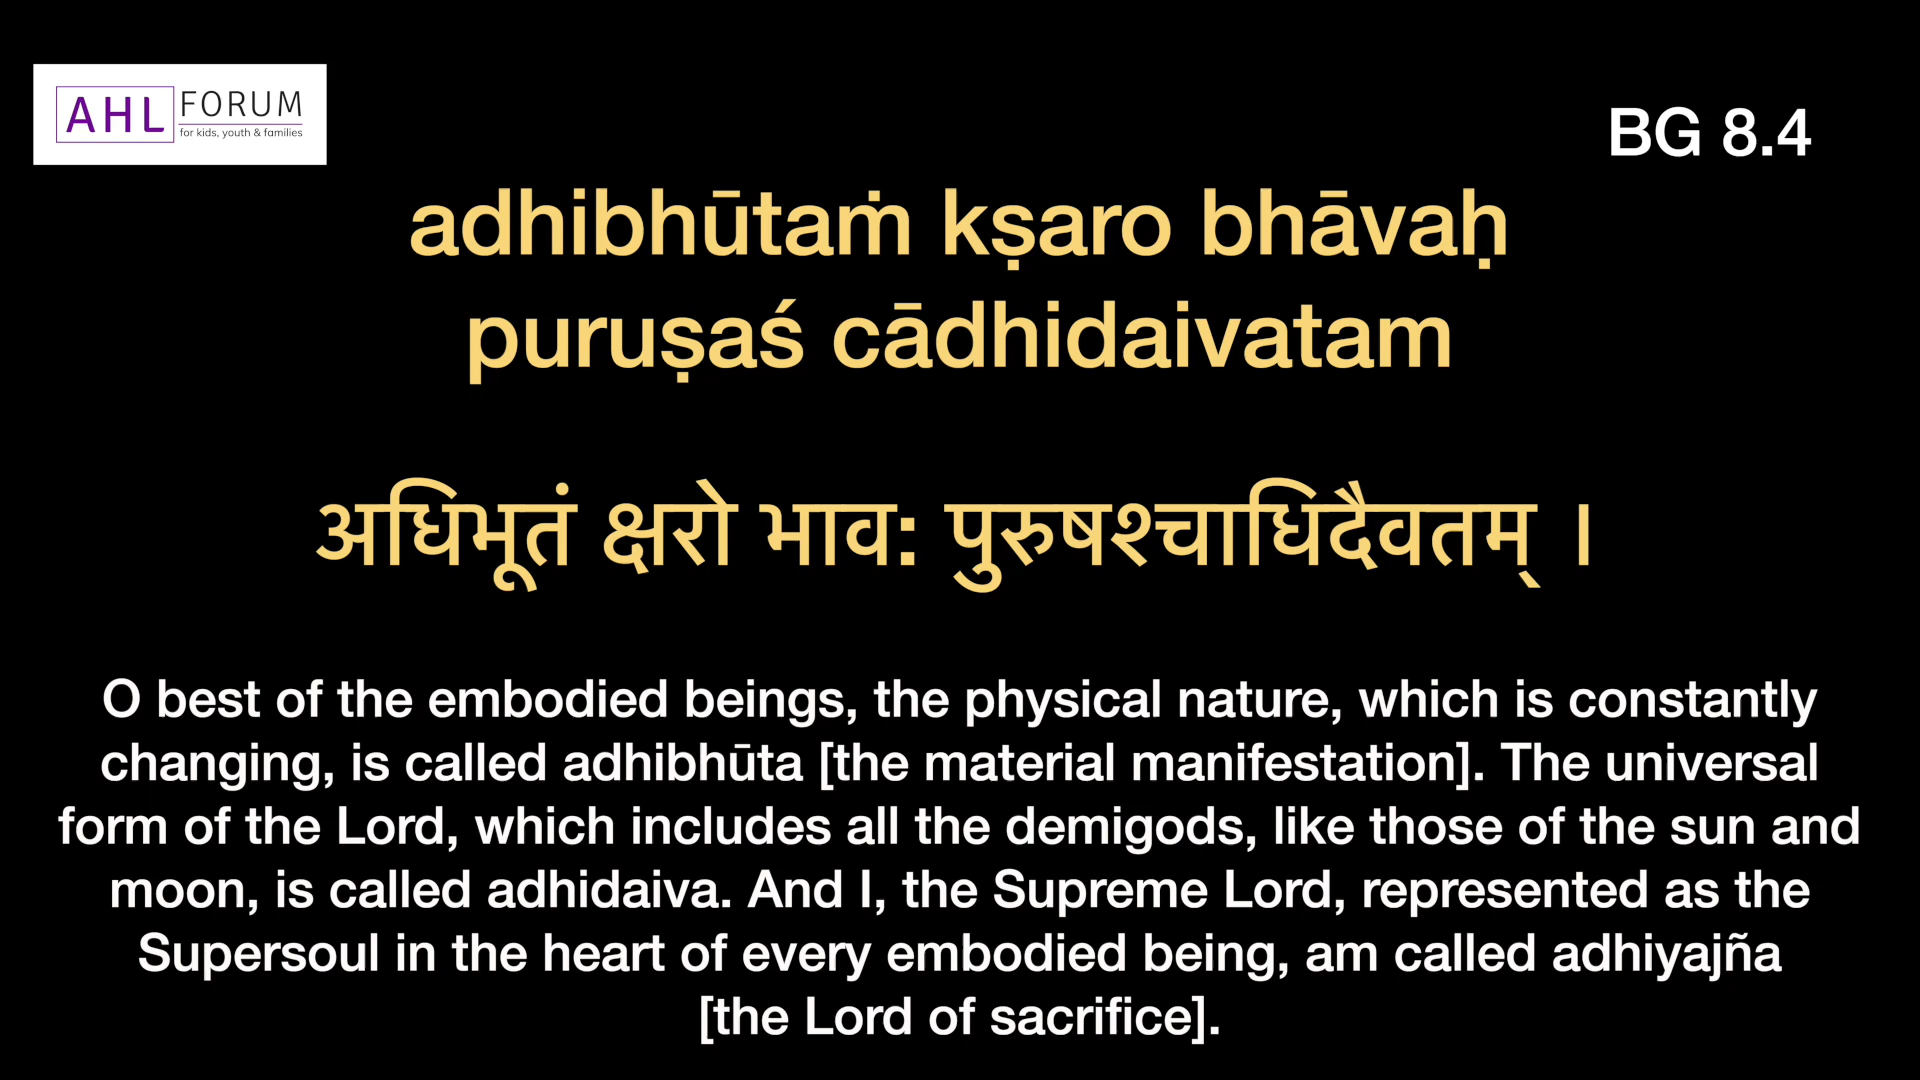 AHL FORUM
for kids, youth & families
BG 8.4
adhibhūtaṁ kṣaro bhāvaḥ
puruṣaś cādhidaivatam
अधिभूतं क्षरो भाव: पुरुषश्चाधिदैवतम् ।
O best of the embodied beings, the physical nature, which is constantly
changing, is called adhibhūta [the material manifestation]. The universal
form of the Lord, which includes all the demigods, like those of the sun and
moon, is called adhidaiva. And I, the Supreme Lord, represented as the
Supersoul in the heart of every embodied being, am called adhiyajña
[the Lord of sacrifice].